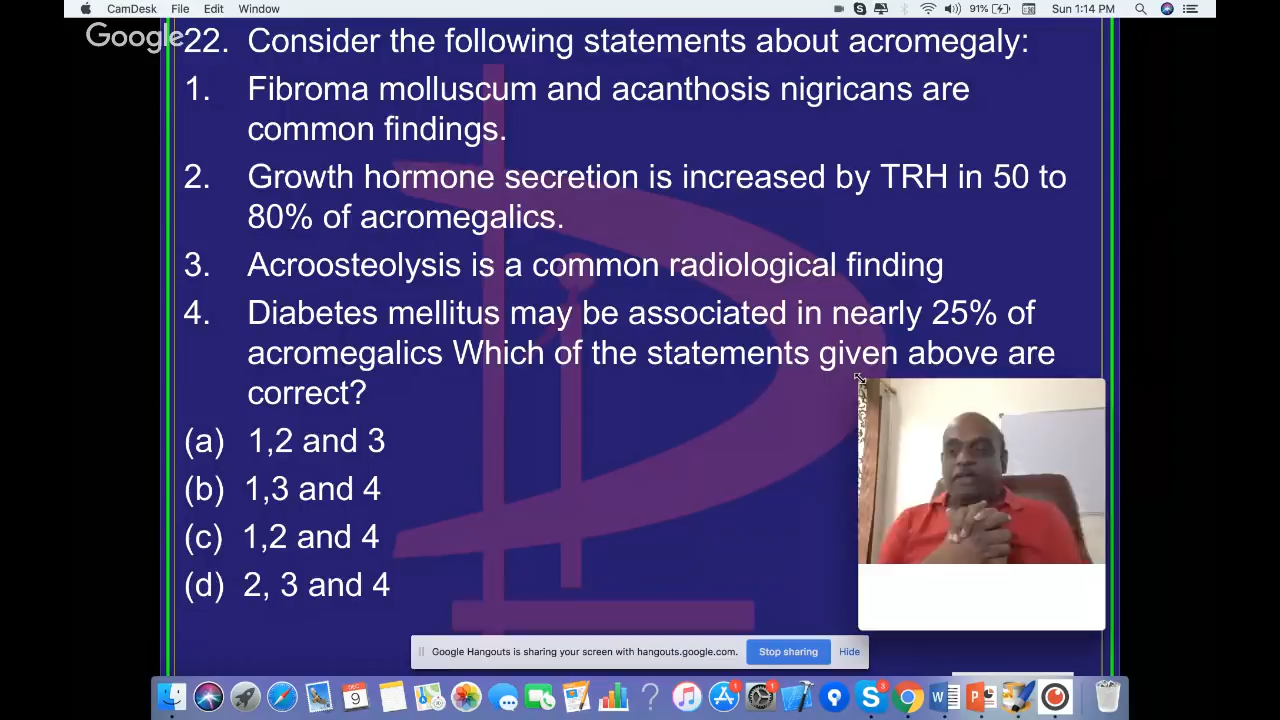 CamDesk File Edit Window 91% Sun 1:14 PM
Google
22. Consider the following statements about acromegaly:
1. Fibroma molluscum and acanthosis nigricans are
common findings.
2. Growth hormone secretion is increased by TRH in 50 to
80% of acromegalics.
3. Acroosteolysis is a common radiological finding
4. Diabetes mellitus may be associated in nearly 25% of
acromegalics Which of the statements given above are
correct?
(a) 1,2 and 3
(b) 1,3 and 4
(c) 1,2 and 4
(d) 2, 3 and 4
Google Hangouts is sharing your screen with hangouts.google.com. Stop sharing Hide